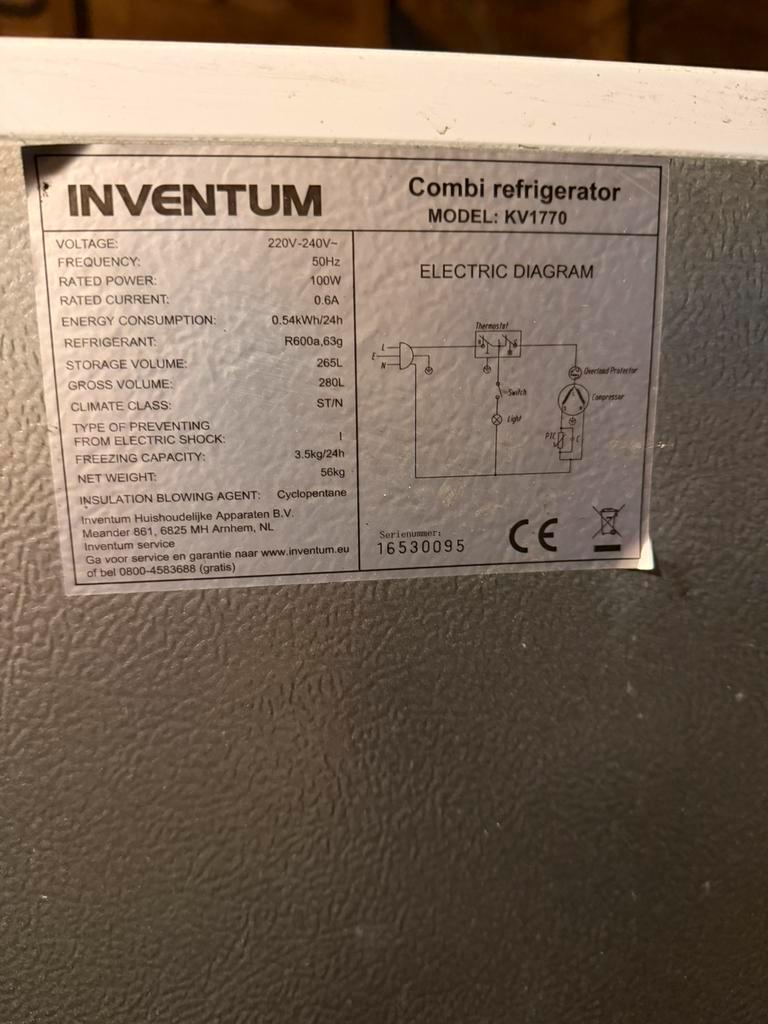 INVENTUM
Combi refrigerator
MODEL: KV1770
VOLTAGE: 220V-240V~
FREQUENCY: 50Hz
RATED POWER: 100W
RATED CURRENT: 0.6A
ENERGY CONSUMPTION: 0.54kWh/24h
REFRIGERANT: R600a,63g
STORAGE VOLUME: 265L
GROSS VOLUME: 280L
CLIMATE CLASS: ST/N
TYPE OF PREVENTING
FROM ELECTRIC SHOCK: I
FREEZING CAPACITY: 3.5kg/24h
NET WEIGHT: 56kg
INSULATION BLOWING AGENT: Cyclopentane
Inventum Huishoudelijke Apparaten B.V.
Meander 861, 6825 MH Arnhem, NL
Inventum service
Ga voor service en garantie naar www.inventum.eu
of bel 0800-4583688 (gratis)
ELECTRIC DIAGRAM
Thermostat
L
E
N
Overload Protector
Switch
Compressor
Light
PTC
C
Serienummer:
16530095
CE